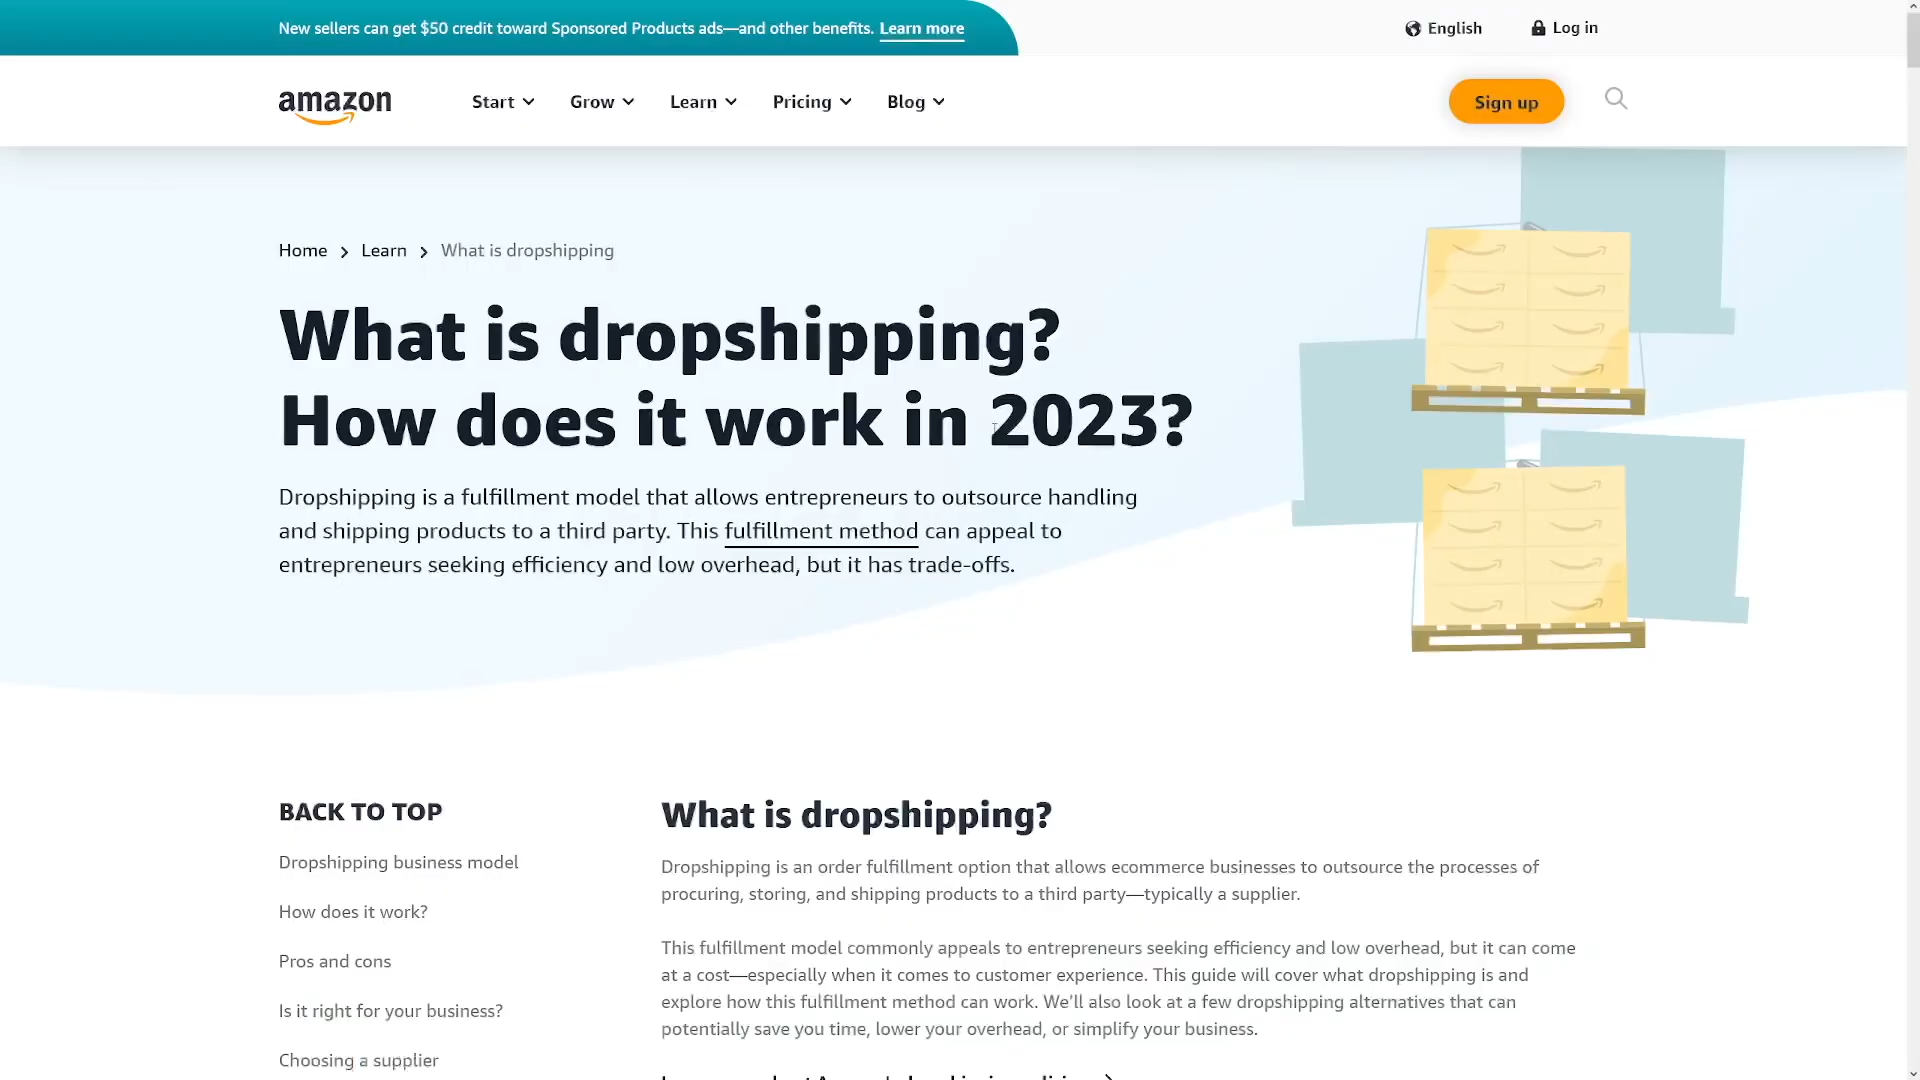 New sellers can get $50 credit toward Sponsored Products ads—and other benefits. Learn more
English
Log in
amazon
Start
Grow
Learn
Pricing
Blog
Sign up
Home > Learn > What is dropshipping
What is dropshipping?
How does it work in 2023?
Dropshipping is a fulfillment model that allows entrepreneurs to outsource handling
and shipping products to a third party. This fulfillment method can appeal to
entrepreneurs seeking efficiency and low overhead, but it has trade-offs.
BACK TO TOP
Dropshipping business model
How does it work?
Pros and cons
Is it right for your business?
Choosing a supplier
What is dropshipping?
Dropshipping is an order fulfillment option that allows ecommerce businesses to outsource the processes of
procuring, storing, and shipping products to a third party—typically a supplier.
This fulfillment model commonly appeals to entrepreneurs seeking efficiency and low overhead, but it can come
at a cost—especially when it comes to customer experience. This guide will cover what dropshipping is and
explore how this fulfillment method can work. We'll also look at a few dropshipping alternatives that can
potentially save you time, lower your overhead, or simplify your business.